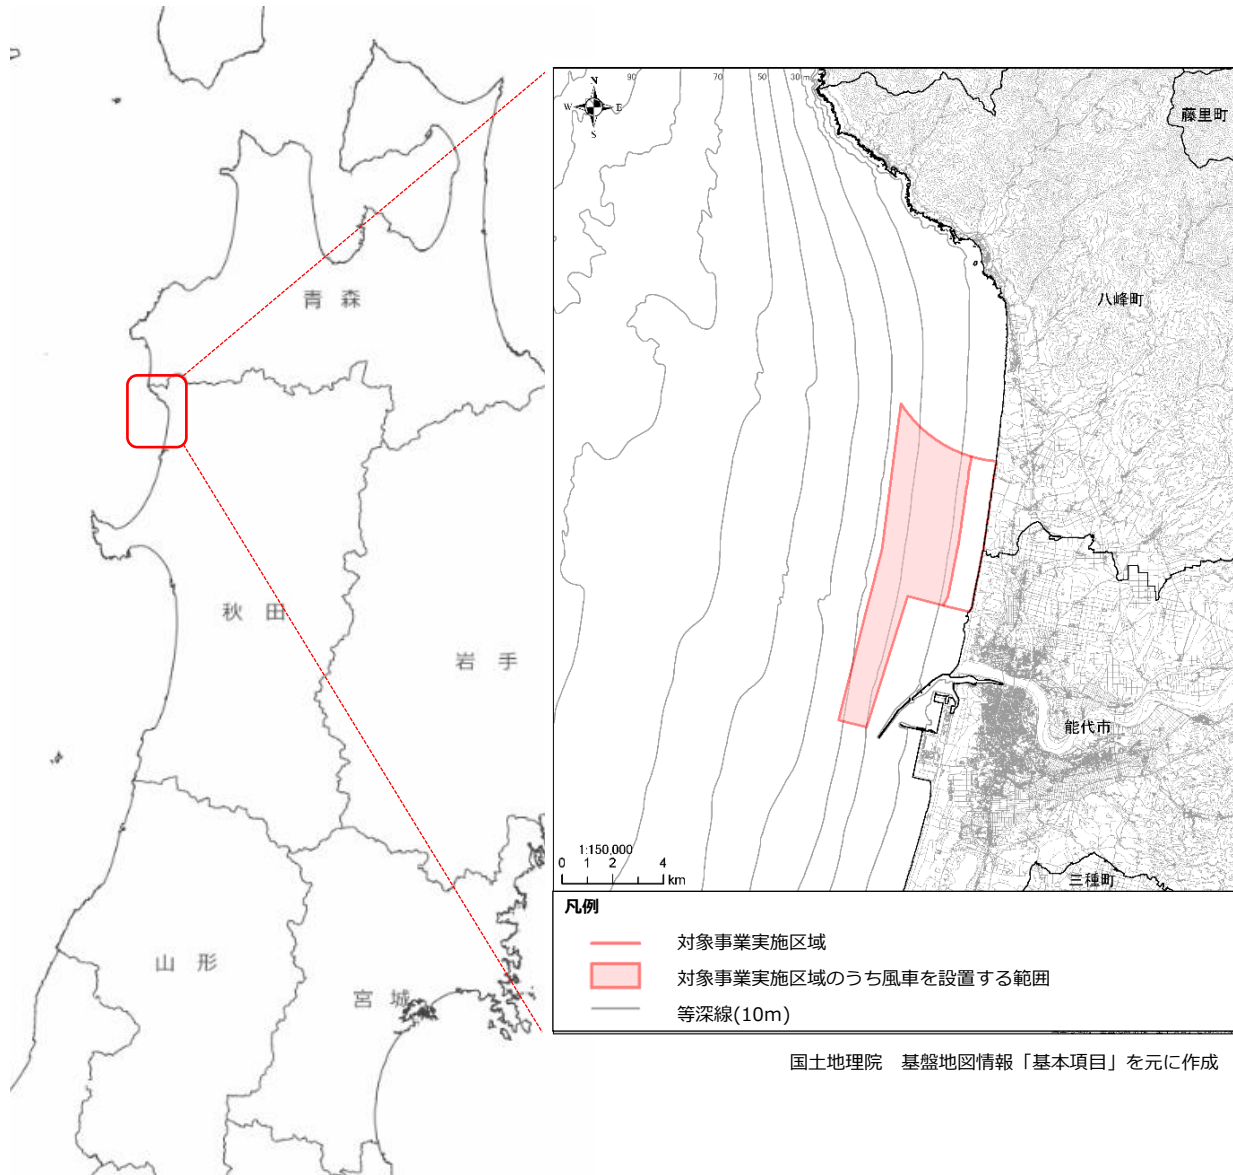 青 森
秋 田
岩 手
山 形
宮 城
90
70
50
30 m
N
W E
S
藤里町
八峰町
能代市
三種町
1:150,000
0 1 2 4
km
凡例
対象事業実施区域
対象事業実施区域のうち風車を設置する範囲
等深線(10m)
国土地理院 基盤地図情報「基本項目」を元に作成